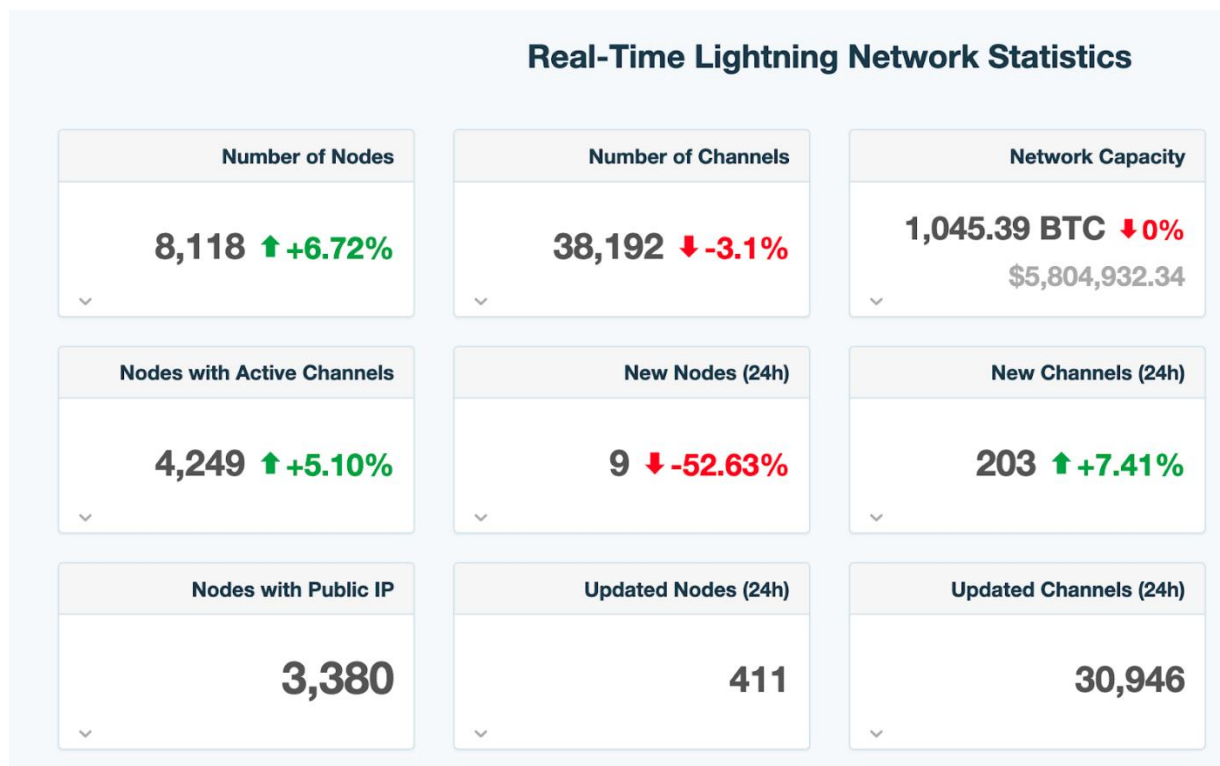 Real-Time Lightning Network Statistics
Number of Nodes
8,118 +6.72%
Number of Channels
38,192 -3.1%
Network Capacity
1,045.39 BTC 0%
$5,804,932.34
Nodes with Active Channels
4,249 +5.10%
New Nodes (24h)
9 -52.63%
New Channels (24h)
203 +7.41%
Nodes with Public IP
3,380
Updated Nodes (24h)
411
Updated Channels (24h)
30,946